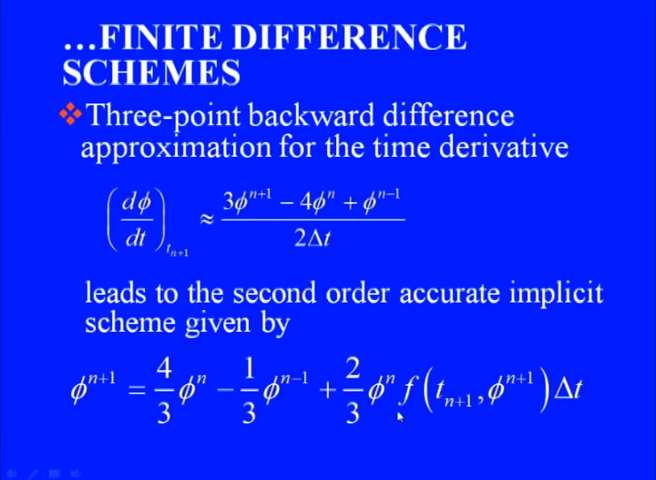 ...FINITE DIFFERENCE
SCHEMES
❖Three-point backward difference
approximation for the time derivative
(dϕ/dt)_{t_{n+1}} ≈ (3ϕ^{n+1} − 4ϕ^n + ϕ^{n−1}) / (2Δt)
leads to the second order accurate implicit
scheme given by
ϕ^{n+1} = 4/3 ϕ^n − 1/3 ϕ^{n−1} + 2/3 ϕ^n f(t_{n+1}, ϕ^{n+1}) Δt